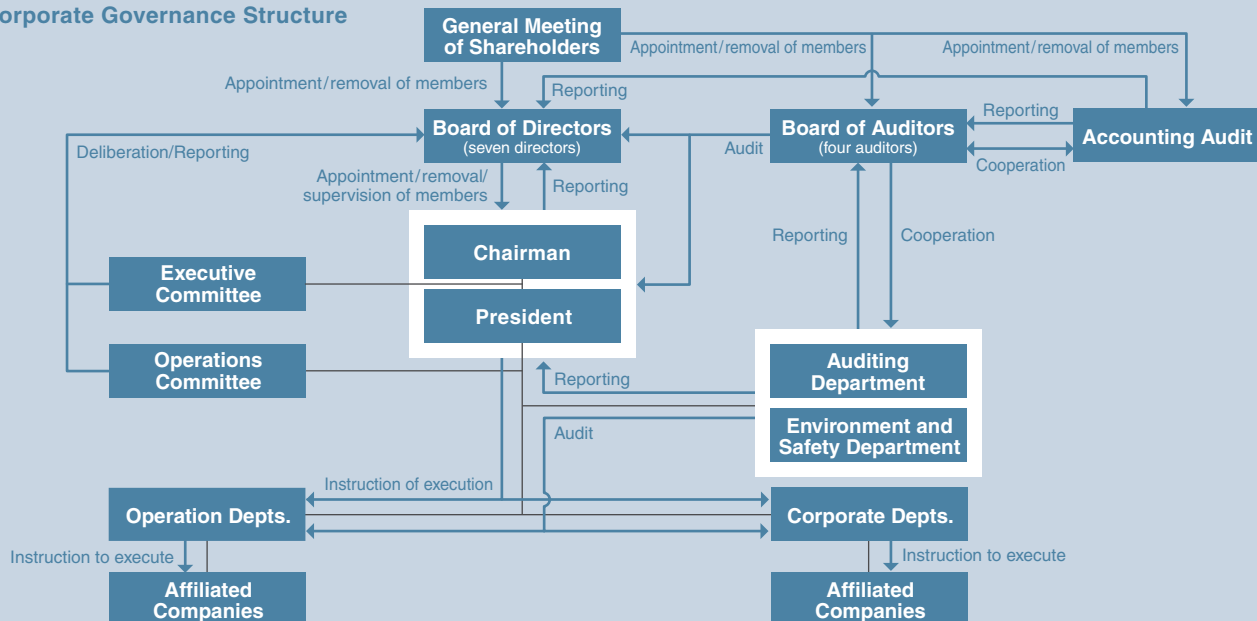 orporate Governance Structure
General Meeting
of Shareholders
Appointment/removal of members
Appointment/removal of members
Appointment/removal of members
Reporting
Board of Directors
(seven directors)
Board of Auditors
(four auditors)
Reporting
Accounting Audit
Cooperation
Audit
Deliberation/Reporting
Appointment/removal/
supervision of members
Reporting
Reporting
Cooperation
Chairman
President
Executive
Committee
Operations
Committee
Reporting
Auditing
Department
Environment and
Safety Department
Audit
Instruction of execution
Operation Depts.
Corporate Depts.
Instruction to execute
Instruction to execute
Affiliated
Companies
Affiliated
Companies